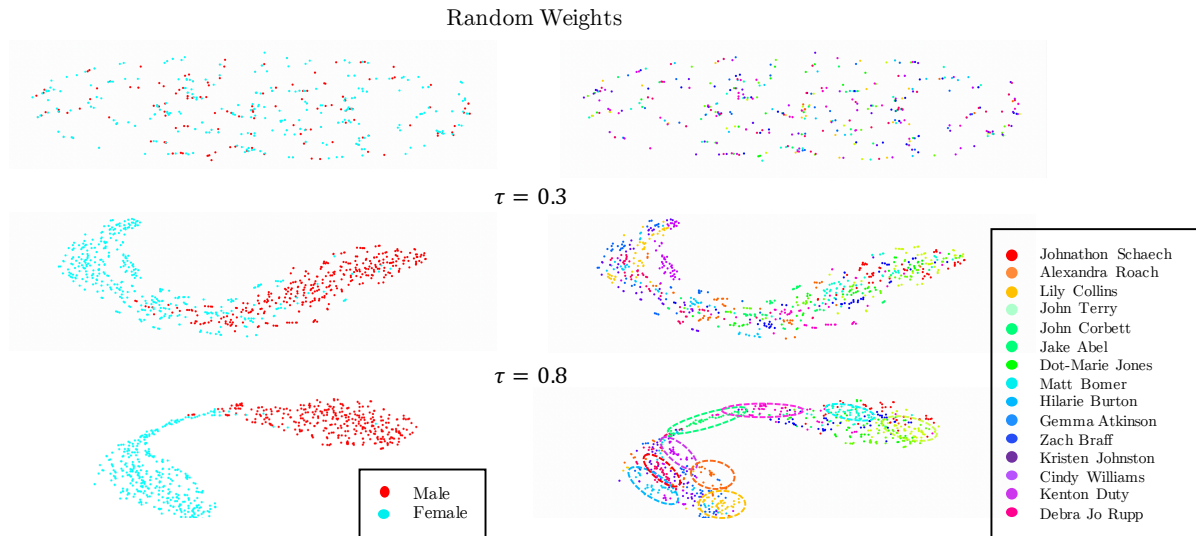 Random Weights
τ = 0.3
τ = 0.8
Male
Female
Johnathon Schaech
Alexandra Roach
Lily Collins
John Terry
John Corbett
Jake Abel
Dot-Marie Jones
Matt Bomer
Hilarie Burton
Gemma Atkinson
Zach Braff
Kristen Johnston
Cindy Williams
Kenton Duty
Debra Jo Rupp